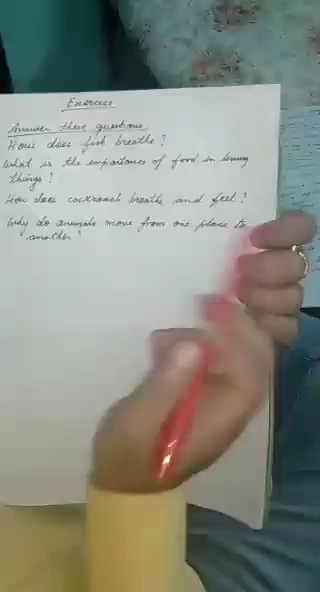 Exercises
Answer these questions.
How does fish breathe?
What is the importance of food in living
things?
How does cockroach breathe and feel?
Why do animals move from one place to
another?